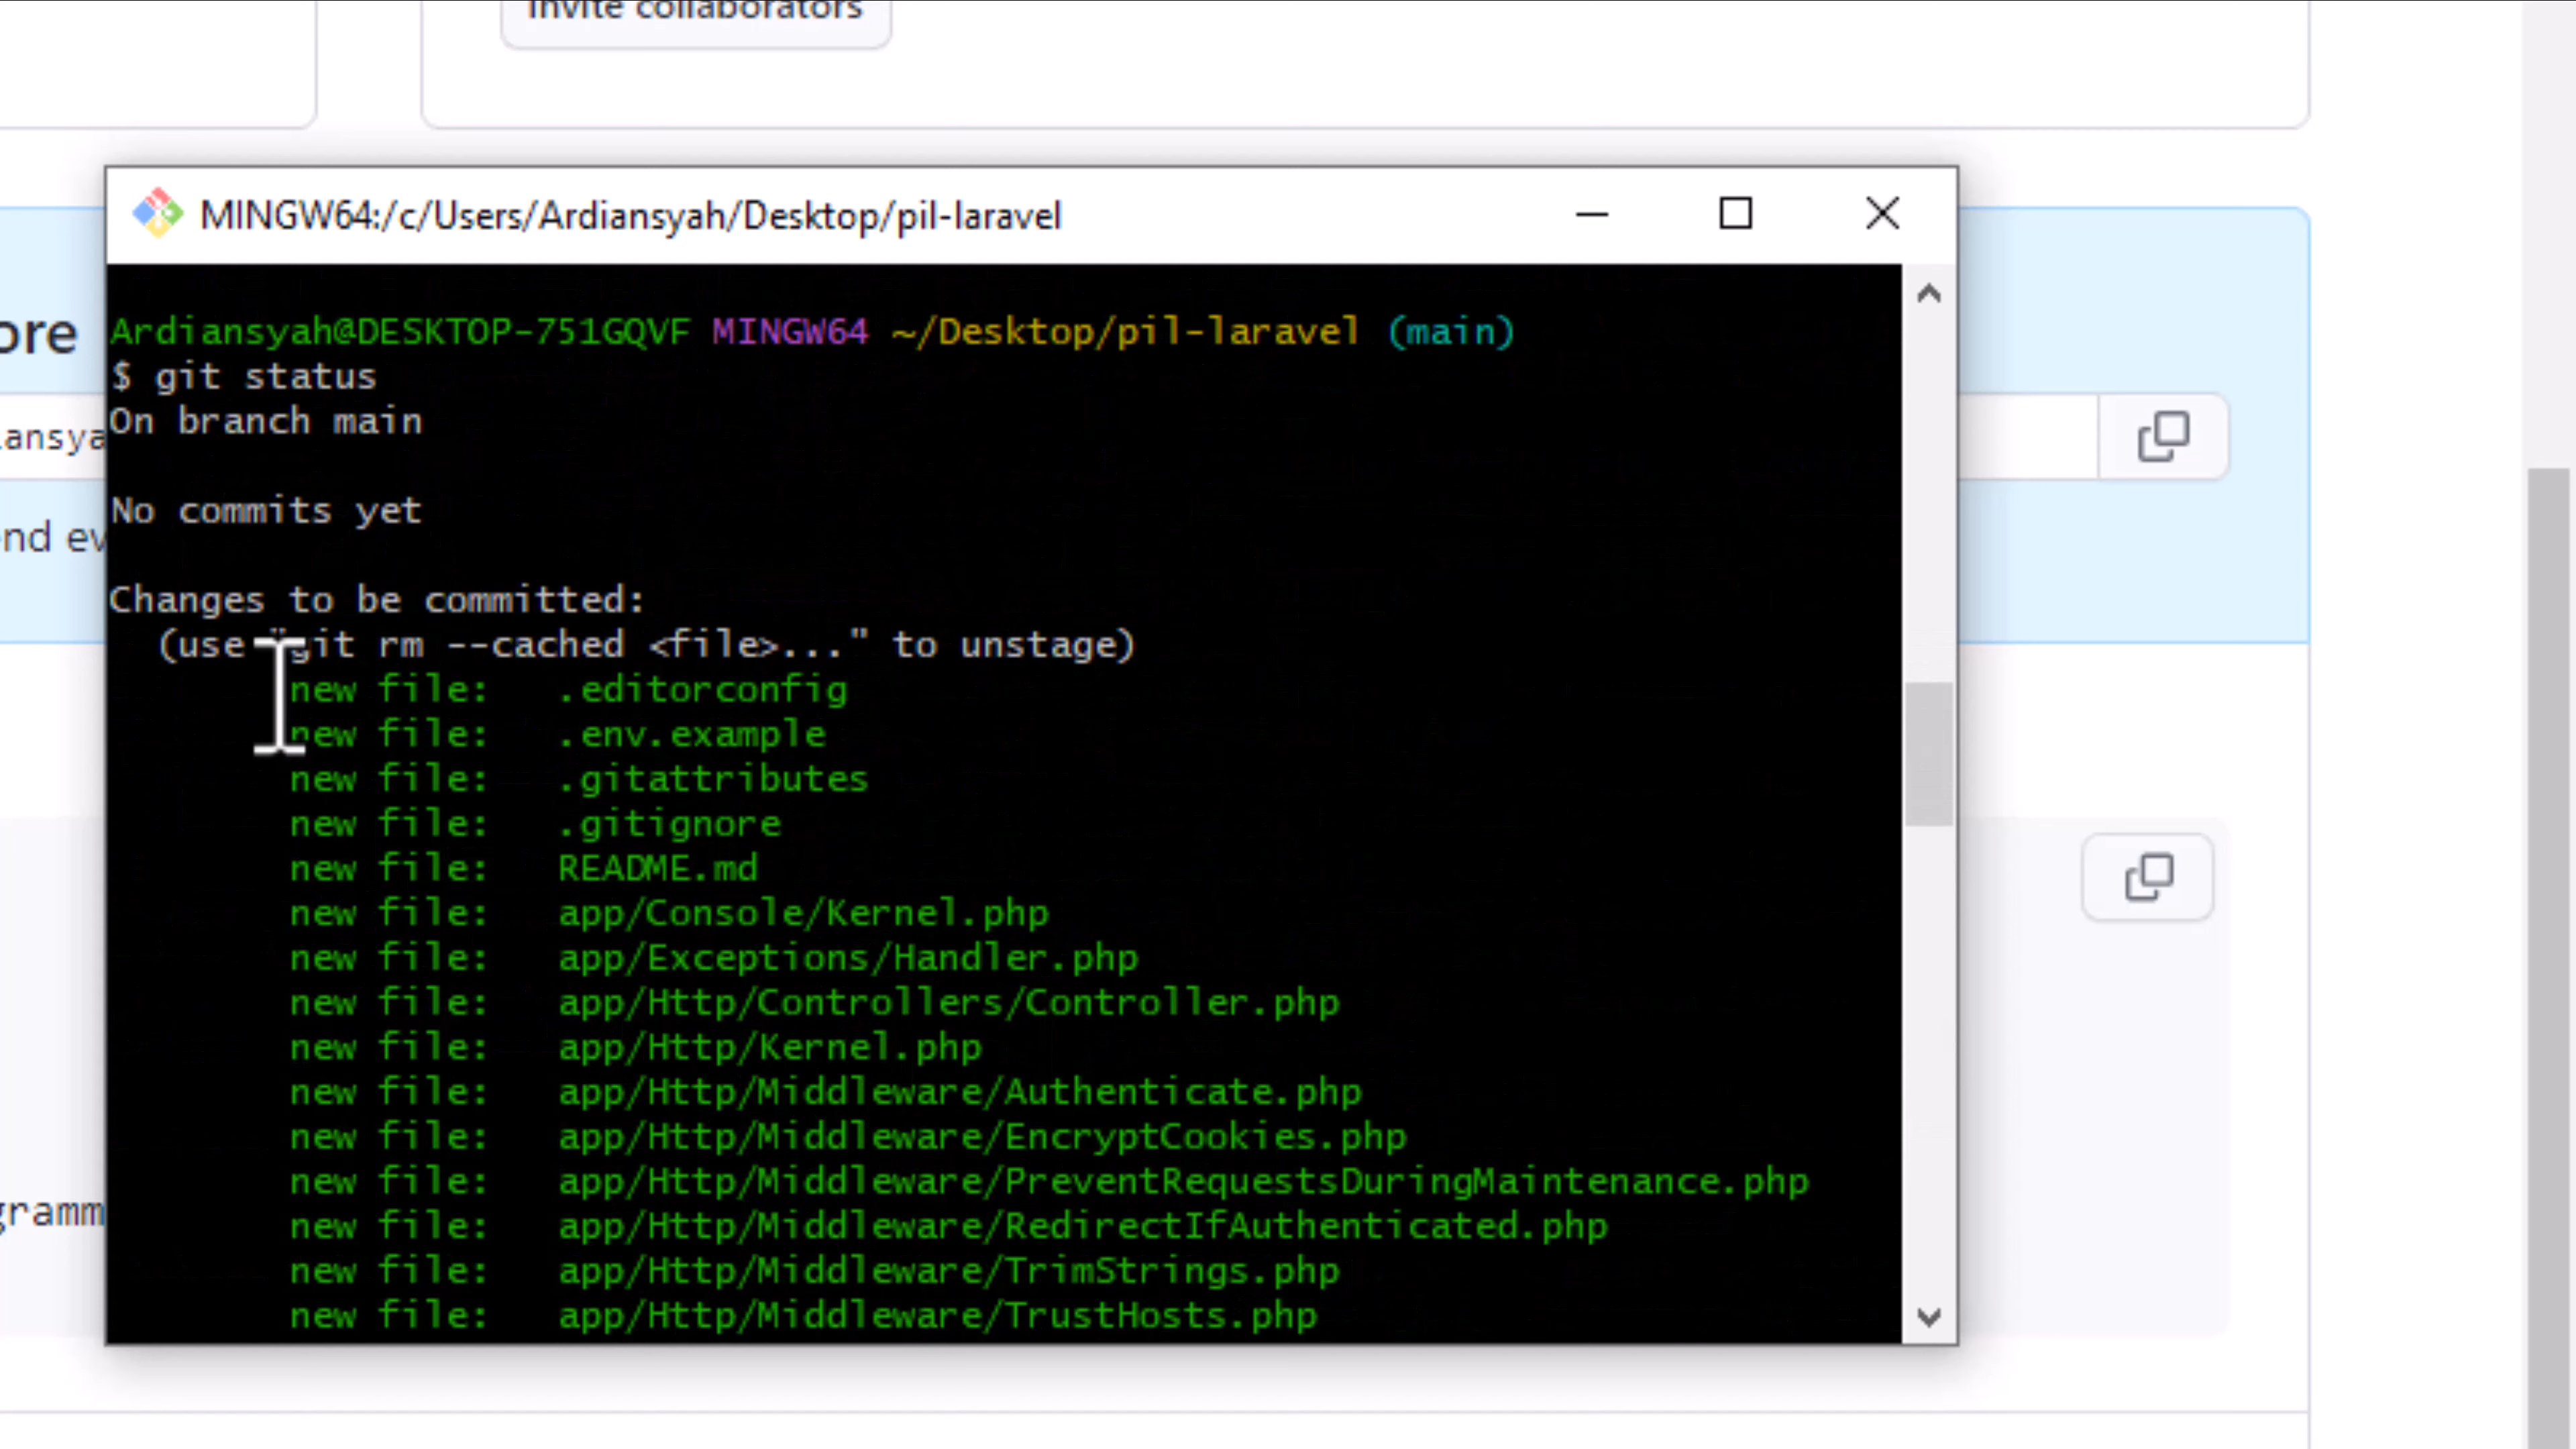 Invite collaborators
MINGW64:/c/Users/Ardiansyah/Desktop/pil-laravel
ore
Ardiansyah@DESKTOP-751GQVF MINGW64 ~/Desktop/pil-laravel (main)
$ git status
On branch main
iansya
No commits yet
nd ev
Changes to be committed:
(use "git rm --cached <file>..." to unstage)
new file: .editorconfig
new file: .env.example
new file: .gitattributes
new file: .gitignore
new file: README.md
new file: app/Console/Kernel.php
new file: app/Exceptions/Handler.php
new file: app/Http/Controllers/Controller.php
new file: app/Http/Kernel.php
new file: app/Http/Middleware/Authenticate.php
new file: app/Http/Middleware/EncryptCookies.php
new file: app/Http/Middleware/PreventRequestsDuringMaintenance.php
gramm
new file: app/Http/Middleware/RedirectIfAuthenticated.php
new file: app/Http/Middleware/TrimStrings.php
new file: app/Http/Middleware/TrustHosts.php